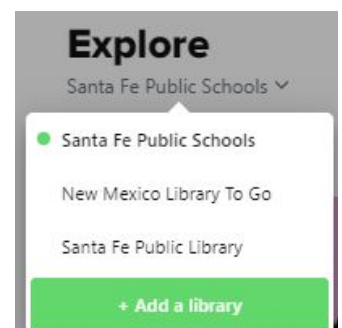 Explore
Santa Fe Public Schools
Santa Fe Public Schools
New Mexico Library To Go
Santa Fe Public Library
+ Add a library